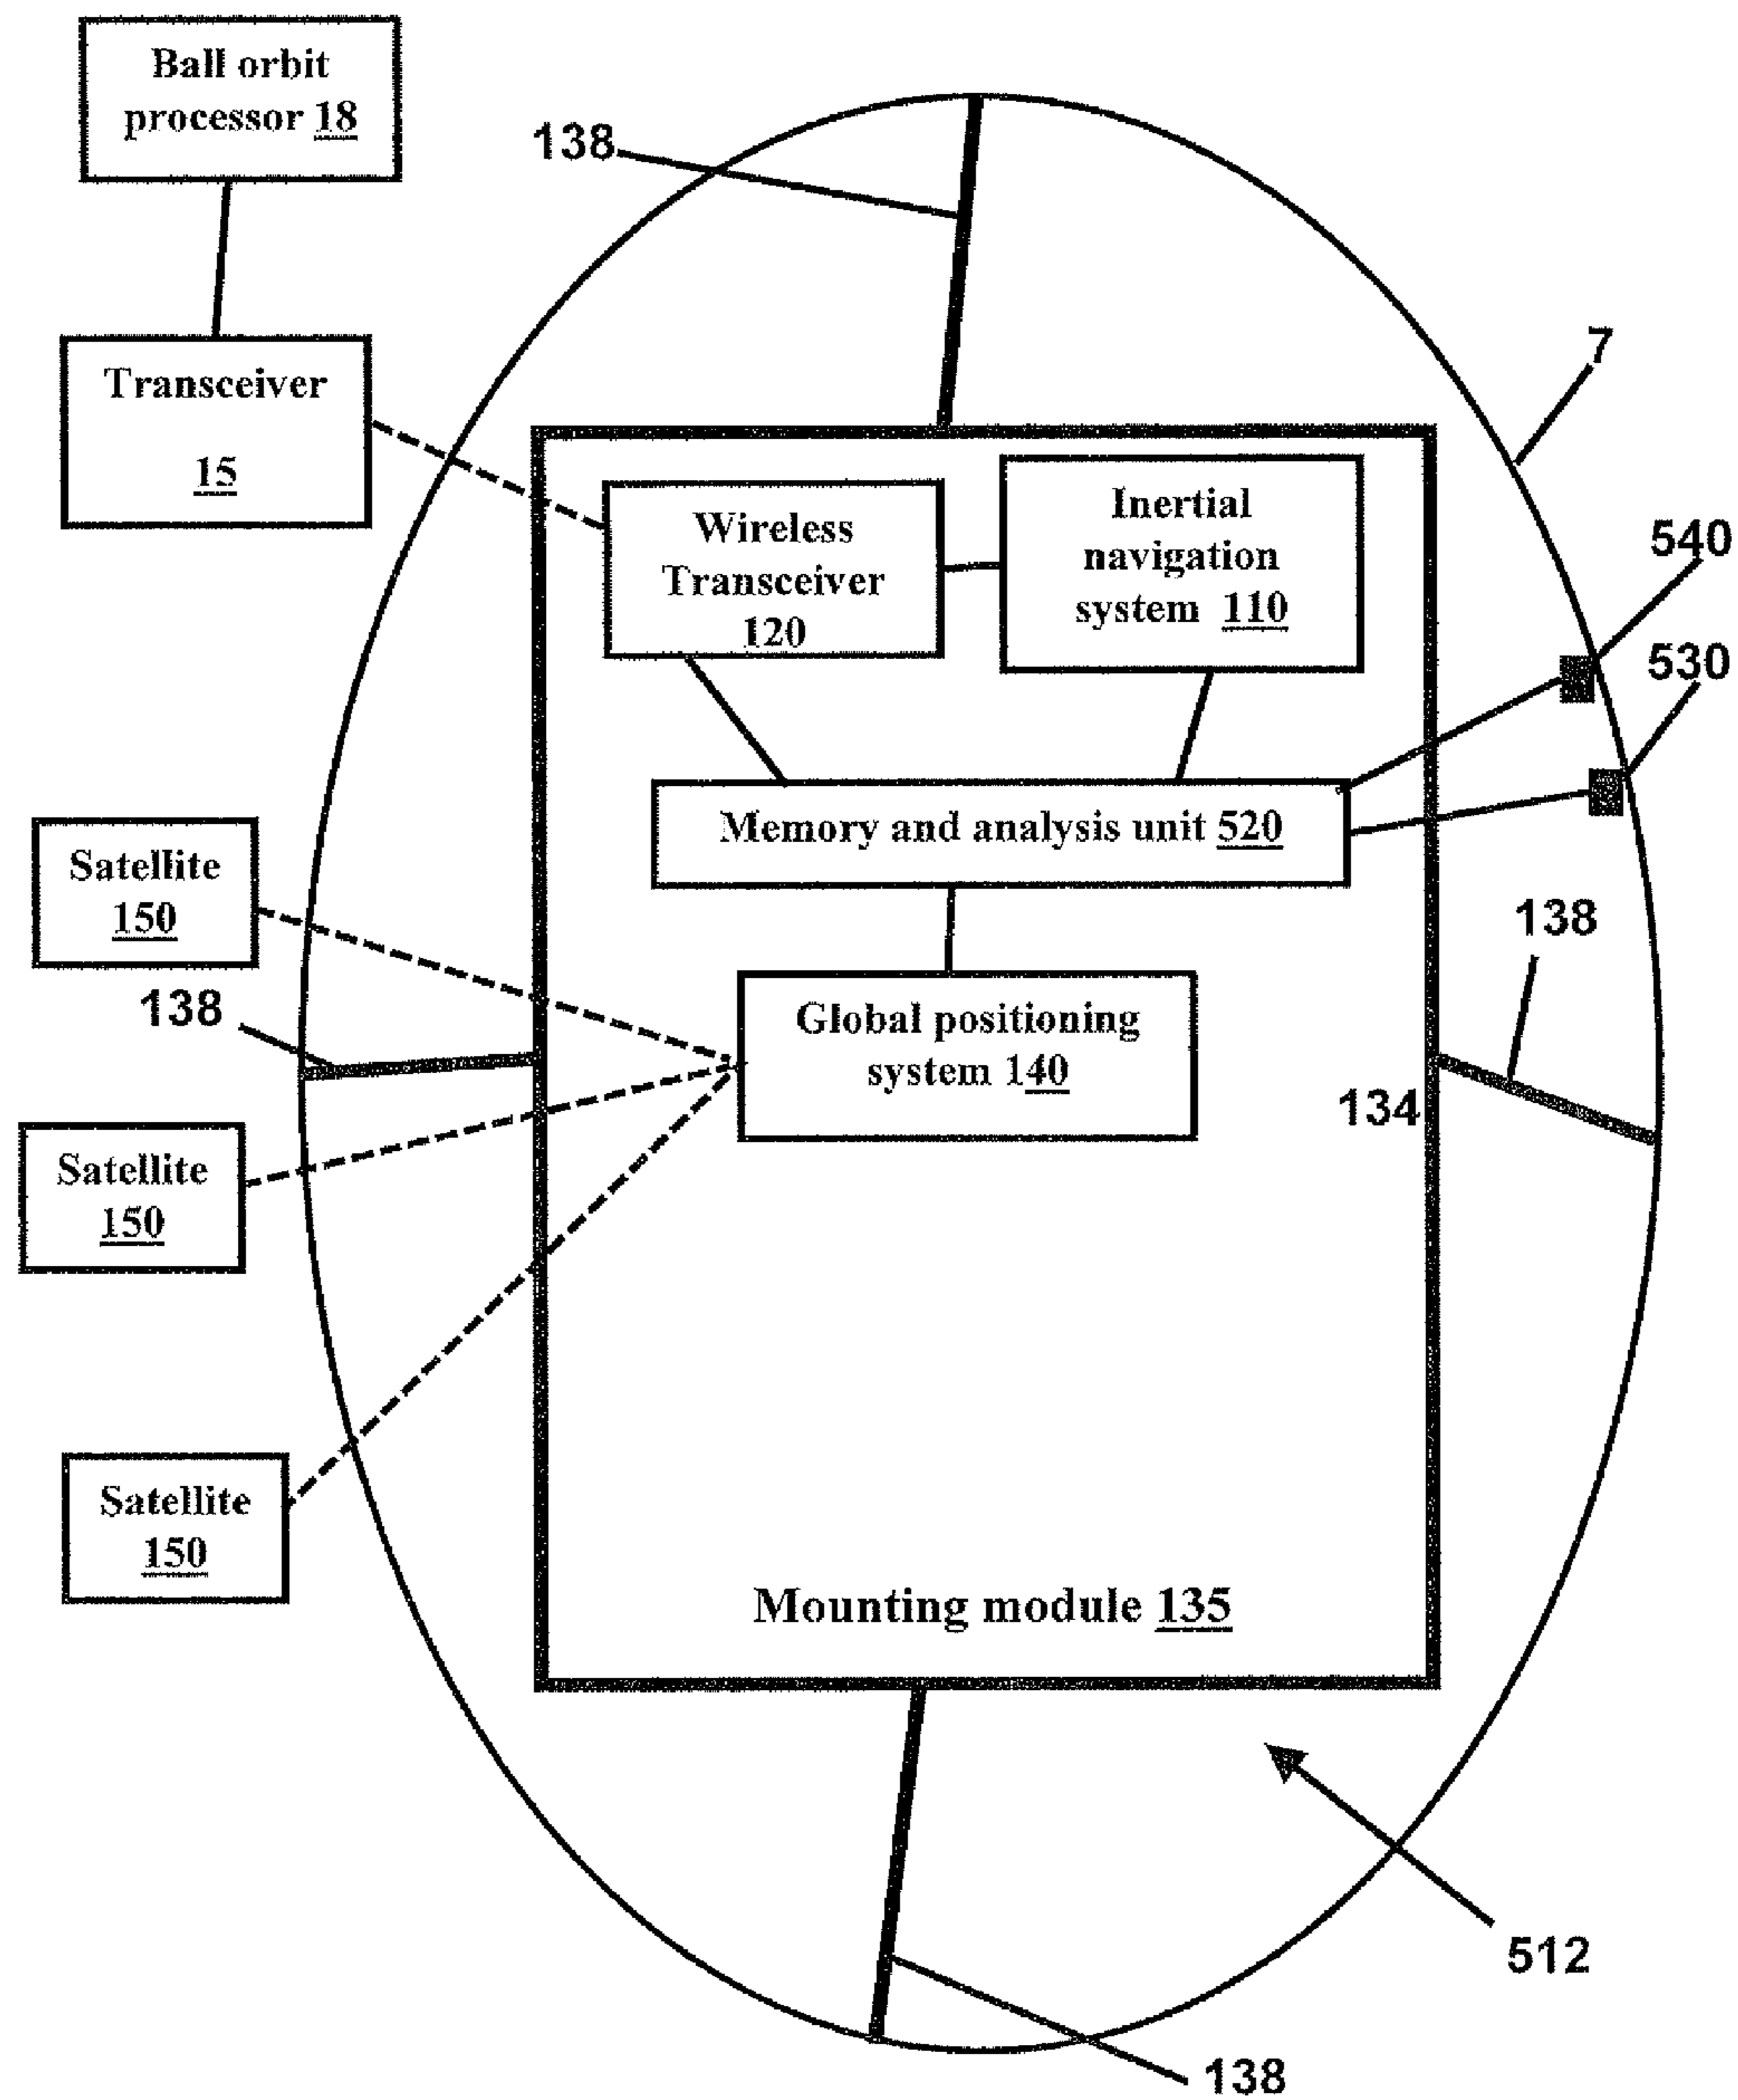 Ball orbit
processor 18
138
7
Transceiver
15
Wireless
Transceiver
120
Inertial
navigation
system 110
540
530
Memory and analysis unit 520
Satellite
150
138
138
Global positioning
system 140
134
Satellite
150
Satellite
150
Mounting module 135
512
138